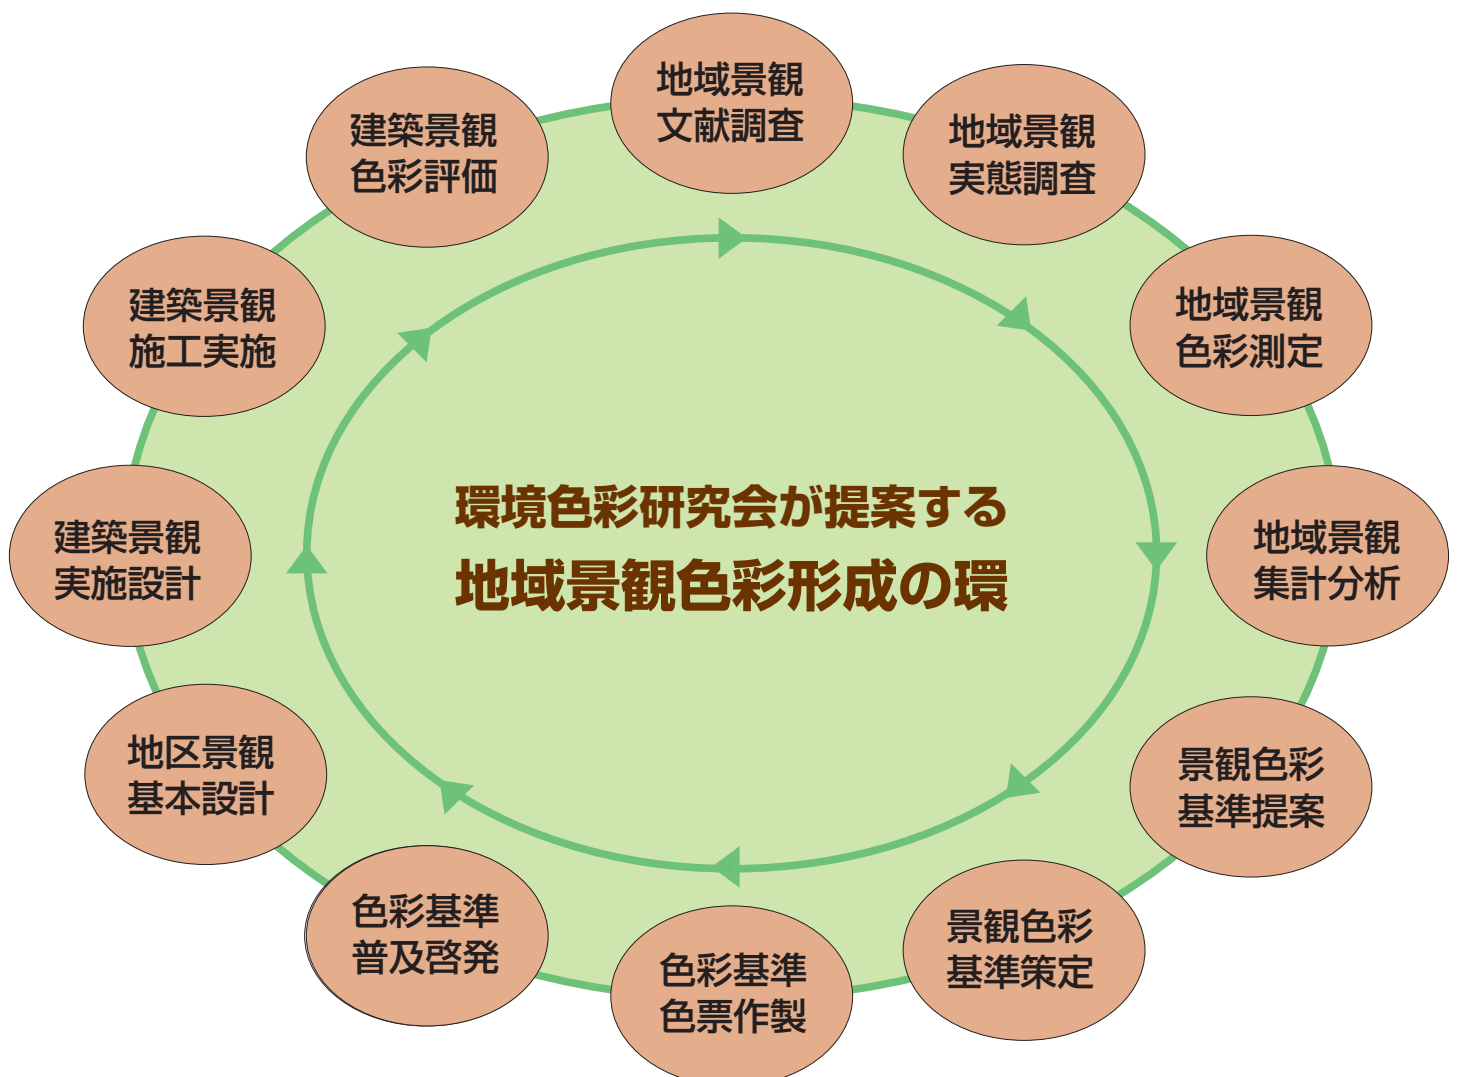 環境色彩研究会が提案する
地域景観色彩形成の環
地域景観
文献調査
地域景観
実態調査
地域景観
色彩測定
地域景観
集計分析
景観色彩
基準提案
景観色彩
基準策定
色彩基準
色票作製
色彩基準
普及啓発
地区景観
基本設計
建築景観
実施設計
建築景観
施工実施
建築景観
色彩評価